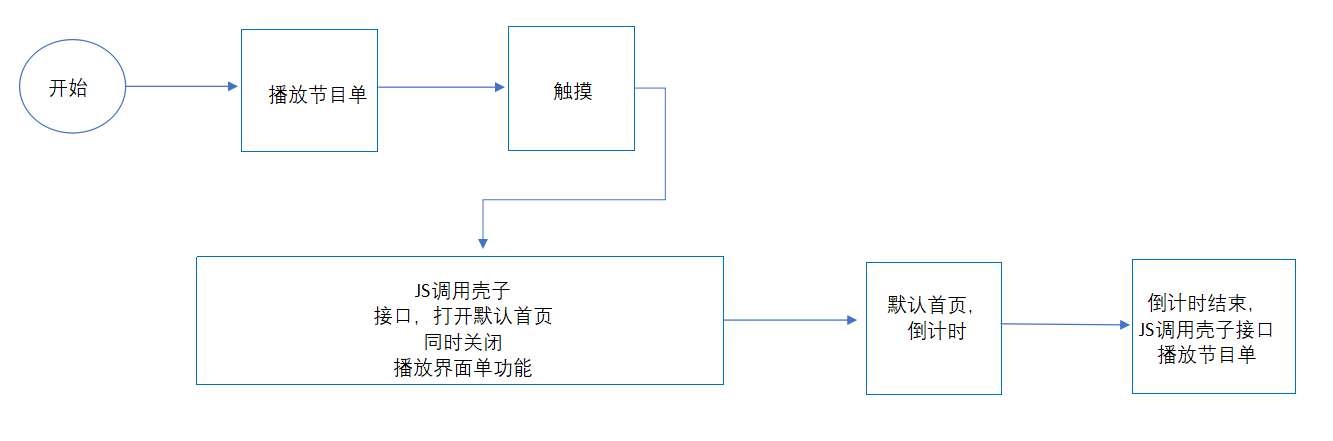 开始
播放节目单
触摸
JS调用壳子
接口，打开默认首页
同时关闭
播放界面单功能
默认首页，
倒计时
倒计时结束，
JS调用壳子接口
播放节目单